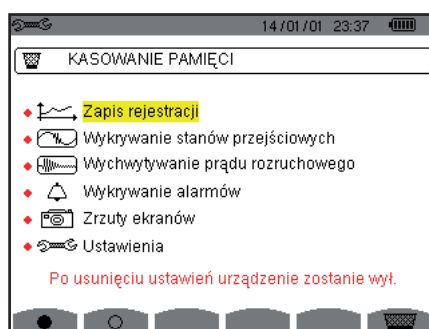 14/01/01 23:37
KASOWANIE PAMIĘCI
Zapis rejestracji
Wykrywanie stanów przejściowych
Wychwytywanie prądu rozruchowego
Wykrywanie alarmów
Zrzuty ekranów
Ustawienia
Po usunięciu ustawień urządzenie zostanie wył.